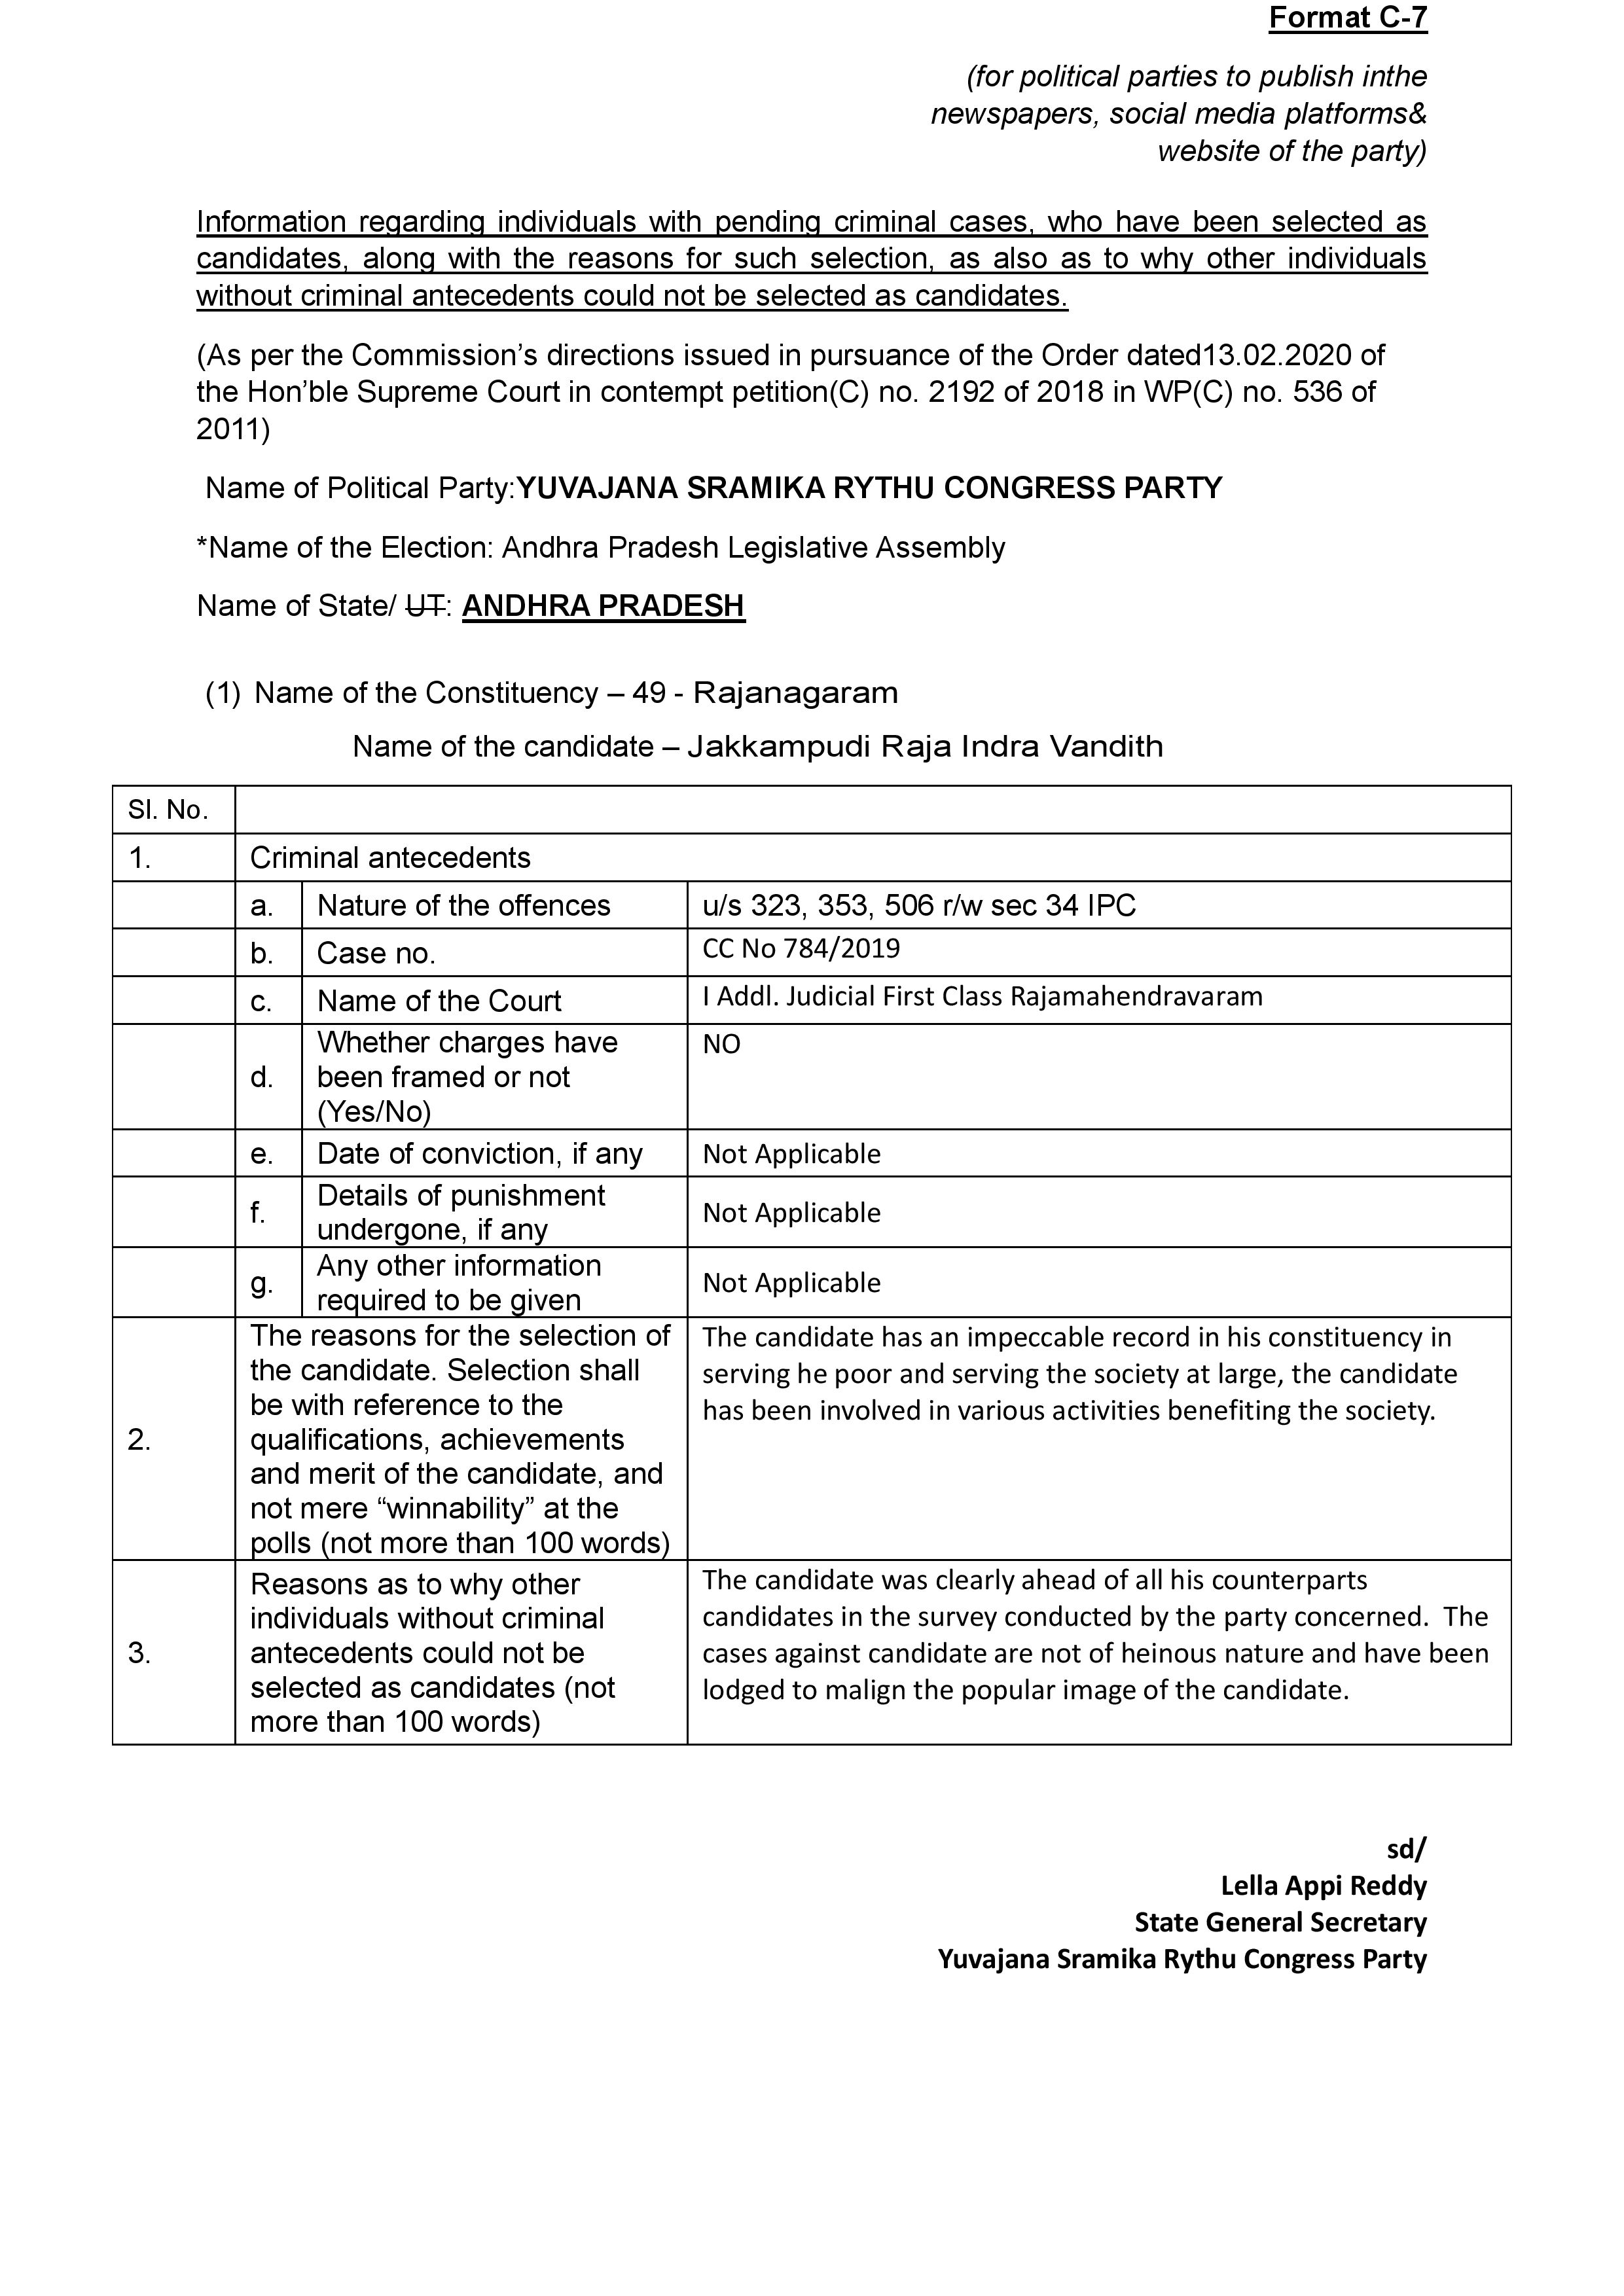 Format C-7
(for political parties to publish inthe
newspapers, social media platforms&
website of the party)
Information regarding individuals with pending criminal cases, who have been selected as
candidates, along with the reasons for such selection, as also as to why other individuals
without criminal antecedents could not be selected as candidates.
(As per the Commission’s directions issued in pursuance of the Order dated13.02.2020 of
the Hon’ble Supreme Court in contempt petition(C) no. 2192 of 2018 in WP(C) no. 536 of
2011)
Name of Political Party:YUVAJANA SRAMIKA RYTHU CONGRESS PARTY
*Name of the Election: Andhra Pradesh Legislative Assembly
Name of State/ UT: ANDHRA PRADESH
(1) Name of the Constituency – 49 - Rajanagaram
Name of the candidate – Jakkampudi Raja Indra Vandith
Sl. No.
1. Criminal antecedents
a. Nature of the offences u/s 323, 353, 506 r/w sec 34 IPC
b. Case no. CC No 784/2019
c. Name of the Court I Addl. Judicial First Class Rajamahendravaram
d. Whether charges have
been framed or not
(Yes/No)
NO
e. Date of conviction, if any Not Applicable
f. Details of punishment
undergone, if any
Not Applicable
g. Any other information
required to be given
Not Applicable
2.
The reasons for the selection of
the candidate. Selection shall
be with reference to the
qualifications, achievements
and merit of the candidate, and
not mere “winnability” at the
polls (not more than 100 words)
The candidate has an impeccable record in his constituency in
serving he poor and serving the society at large, the candidate
has been involved in various activities benefiting the society.
3.
Reasons as to why other
individuals without criminal
antecedents could not be
selected as candidates (not
more than 100 words)
The candidate was clearly ahead of all his counterparts
candidates in the survey conducted by the party concerned.  The
cases against candidate are not of heinous nature and have been
lodged to malign the popular image of the candidate.
sd/
Lella Appi Reddy
State General Secretary
Yuvajana Sramika Rythu Congress Party